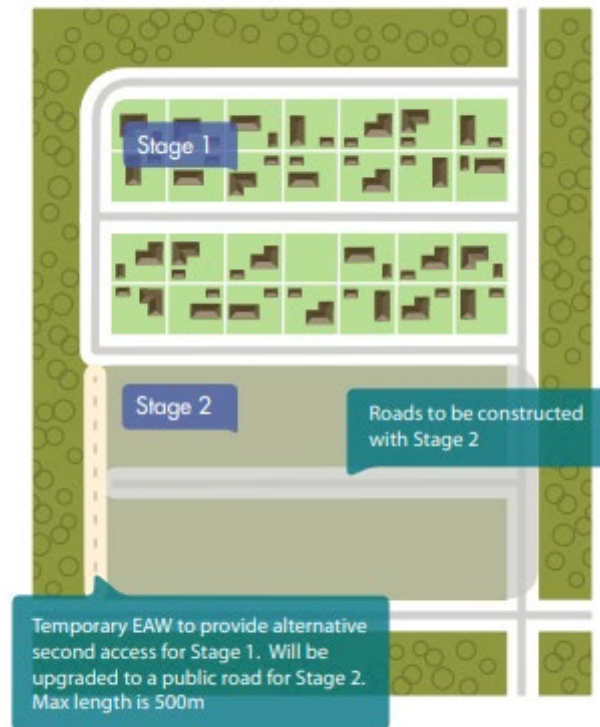 Stage 1
Stage 2
Roads to be constructed
with Stage 2
Temporary EAW to provide alternative
second access for Stage 1. Will be
upgraded to a public road for Stage 2.
Max length is 500m